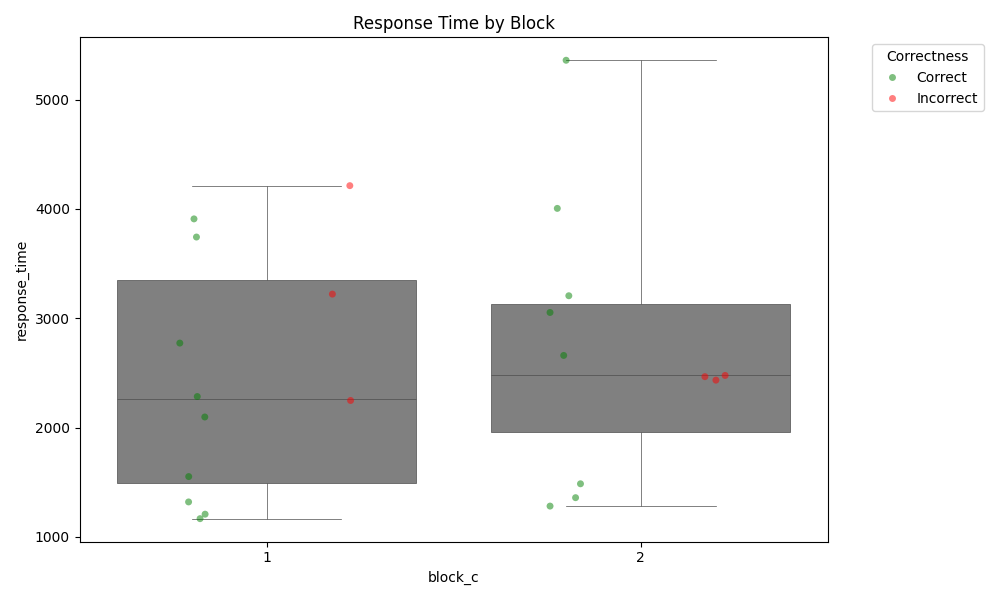 Response Time by Block
Correctness
Correct
Incorrect
5000
4000
3000
2000
1000
response_time
1
2
block_c